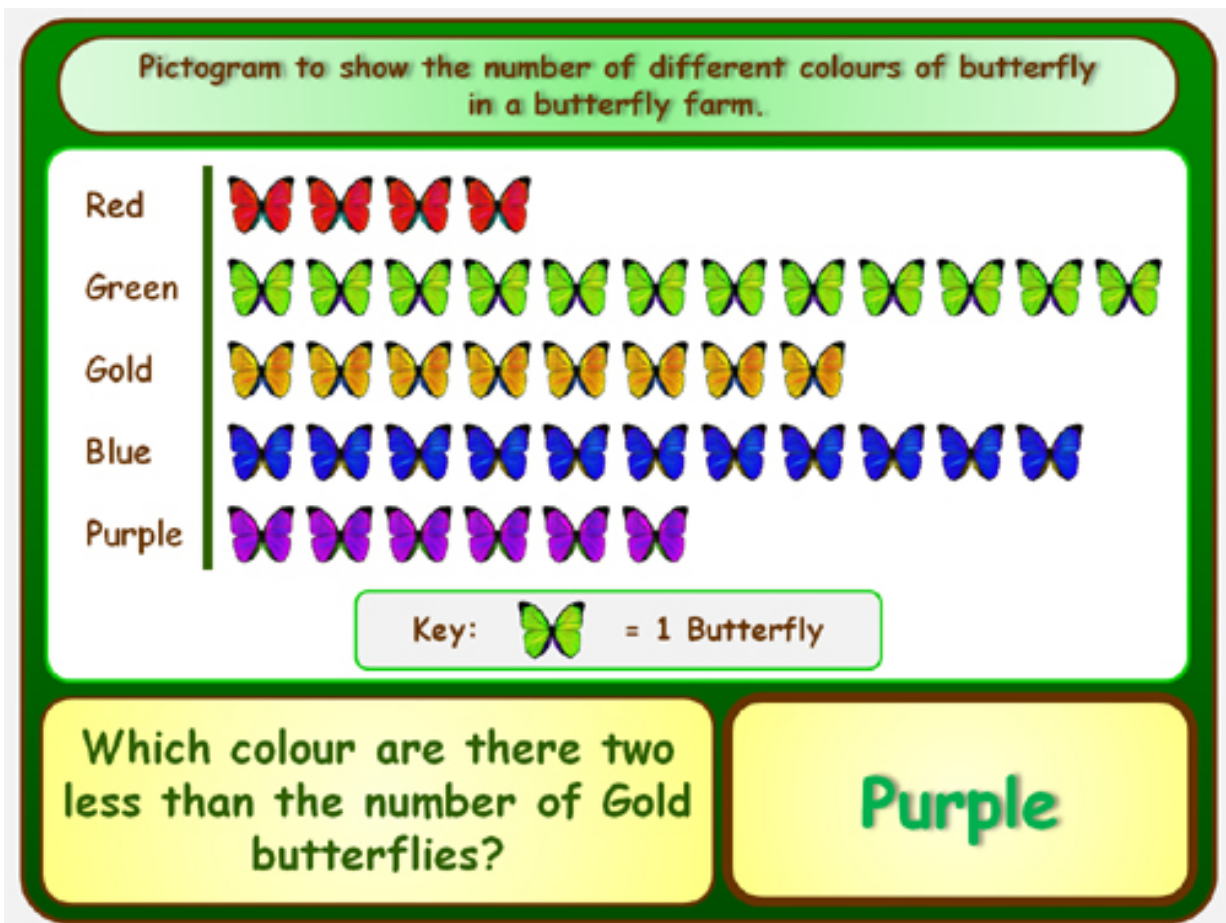 Pictogram to show the number of different colours of butterfly
in a butterfly farm.
Red
Green
Gold
Blue
Purple
Key: = 1 Butterfly
Which colour are there two
less than the number of Gold
butterflies?
Purple